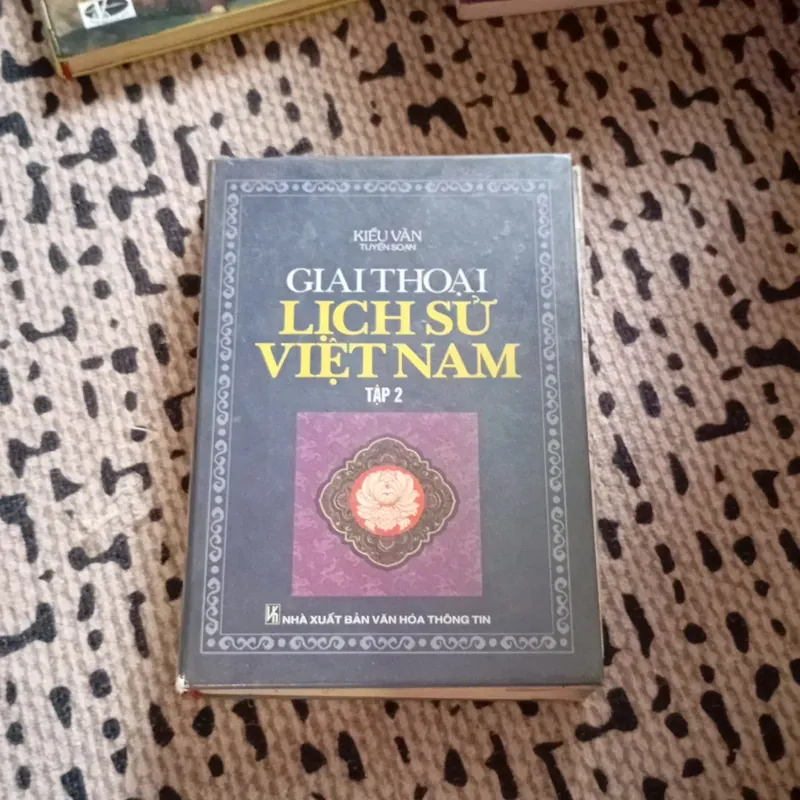 KIỀU VĂN
TUYỂN SOẠN
GIAI THOẠI
LỊCH SỬ
VIỆT NAM
TẬP 2
NHÀ XUẤT BẢN VĂN HÓA THÔNG TIN